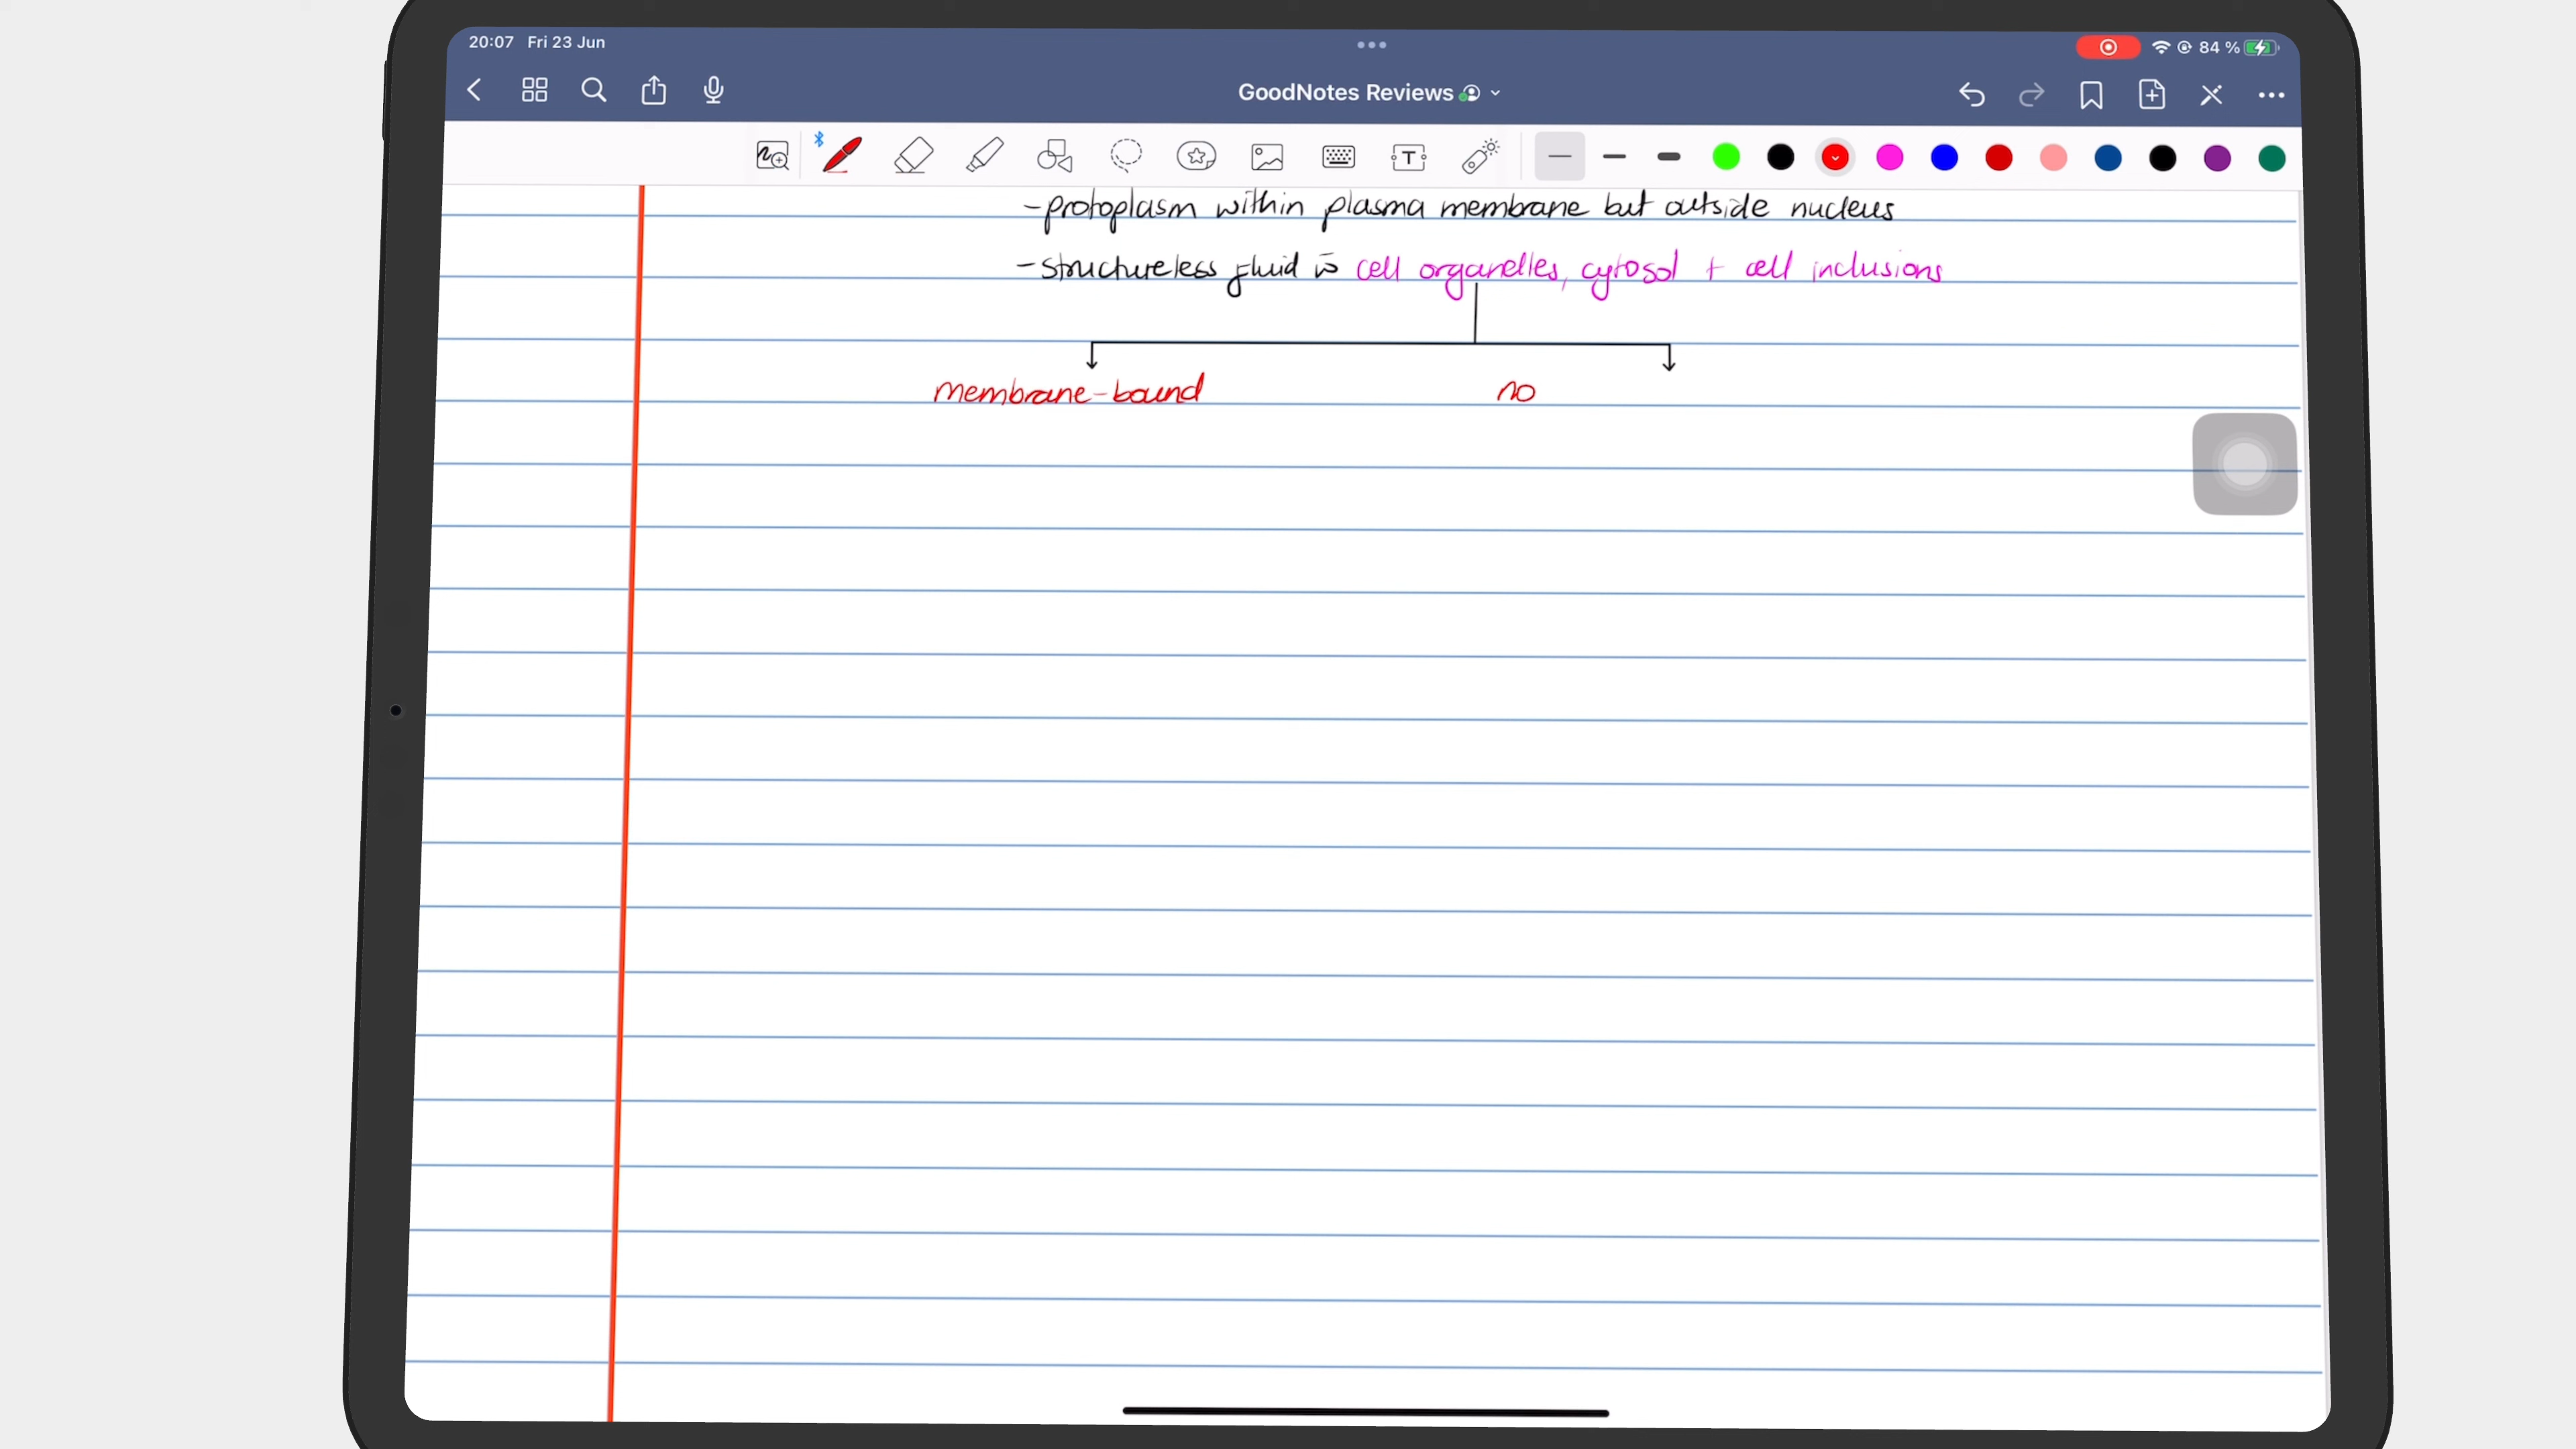 20:07 Fri 23 Jun
84 %
GoodNotes Reviews
T
-protoplasm within plasma membrane but outside nucleus
-structureless fluid cell organelles, cytosol + cell inclusions
membrane-bound no